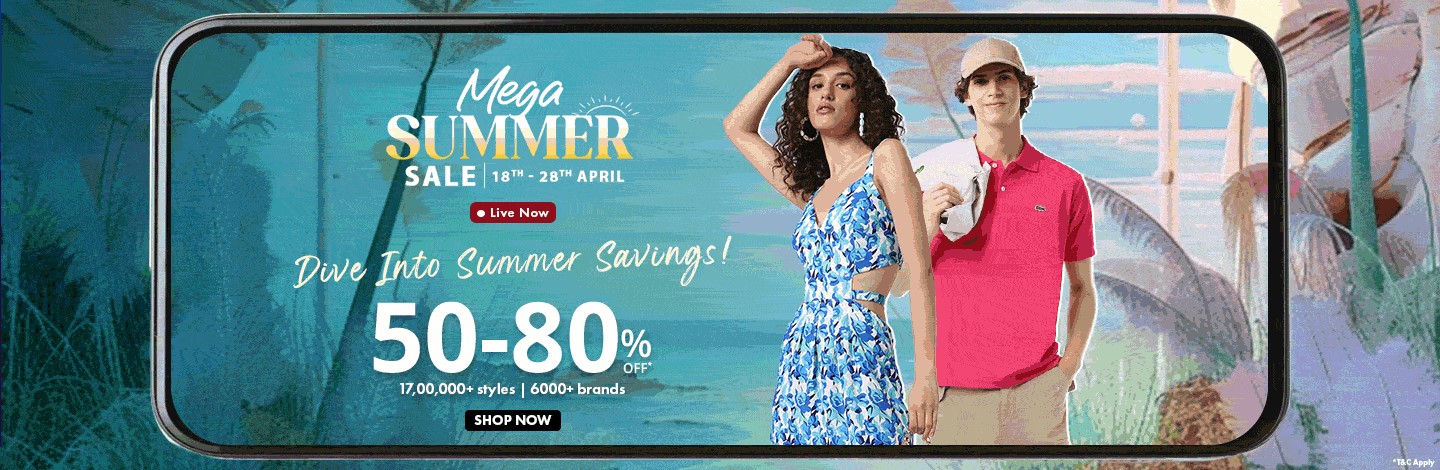 Mega
SUMMER
SALE | 18TH - 28TH APRIL
Live Now
Dive Into Summer Savings!
50-80%
OFF*
17,00,000+ styles | 6000+ brands
SHOP NOW
*T&C Apply